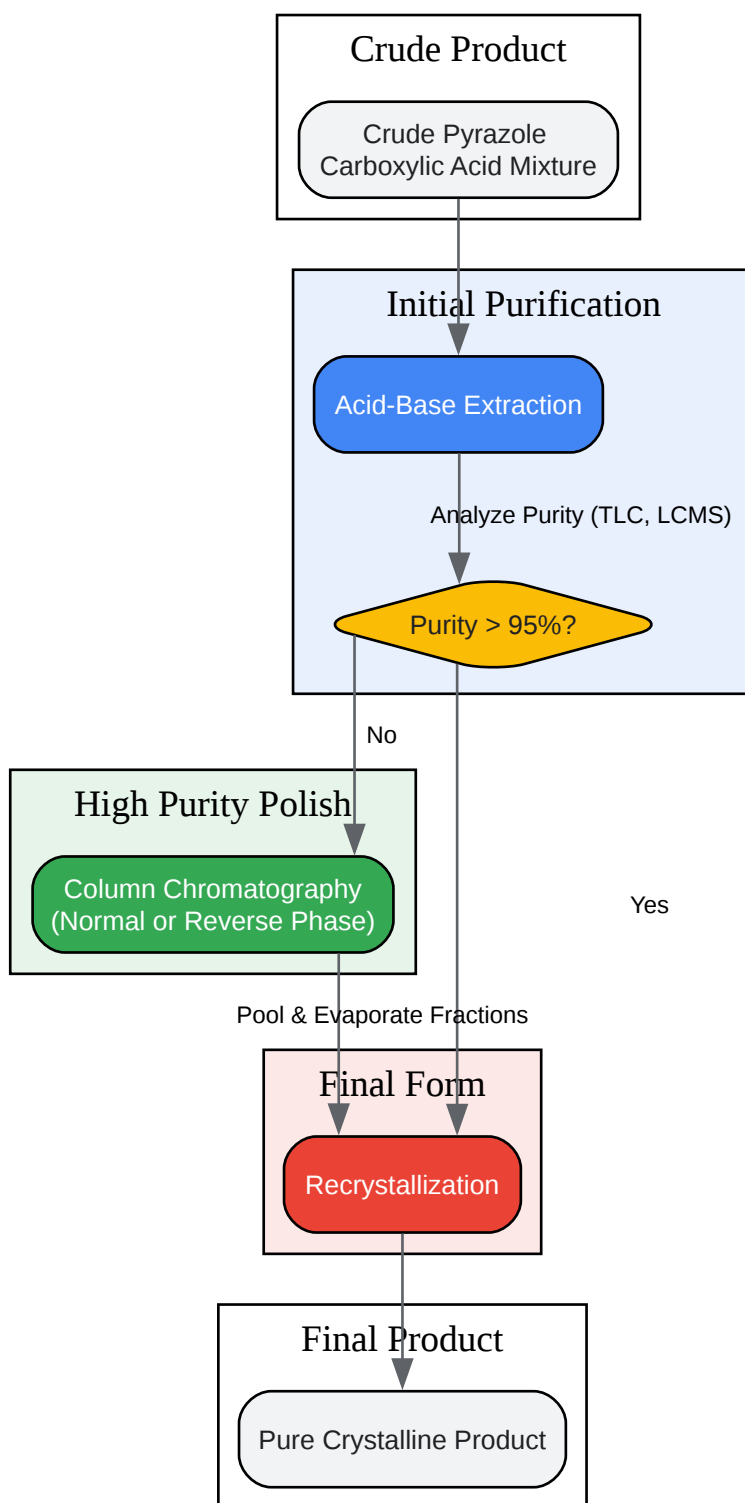 Crude Product
Crude Pyrazole
Carboxylic Acid Mixture
Initial Purification
Acid-Base Extraction
Analyze Purity (TLC, LCMS)
Purity > 95%?
No
High Purity Polish
Column Chromatography
(Normal or Reverse Phase)
Yes
Pool & Evaporate Fractions
Final Form
Recrystallization
Final Product
Pure Crystalline Product